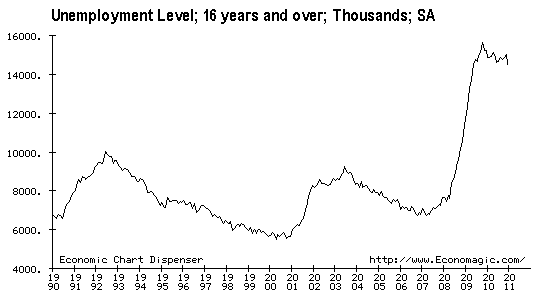 Unemployment Level; 16 years and over; Thousands; SA
16000.
14000.
12000.
10000.
8000.
6000.
4000.
Economic Chart Dispenser http://www.Economagic.com/
19 19 19 19 19 19 19 19 19 19 20 20 20 20 20 20 20 20 20 20 20 20
90 91 92 93 94 95 96 97 98 99 00 01 02 03 04 05 06 07 08 09 10 11